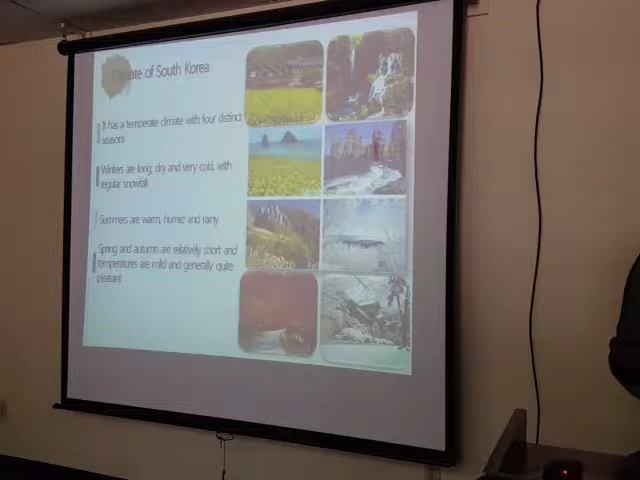 Climate of South Korea
It has a temperate climate with four distinct
seasons
Winters are long, dry and very cold, with
regular snowfall
Summers are warm, humid and rainy
Spring and autumn are relatively short and
temperatures are mild and generally quite
pleasant